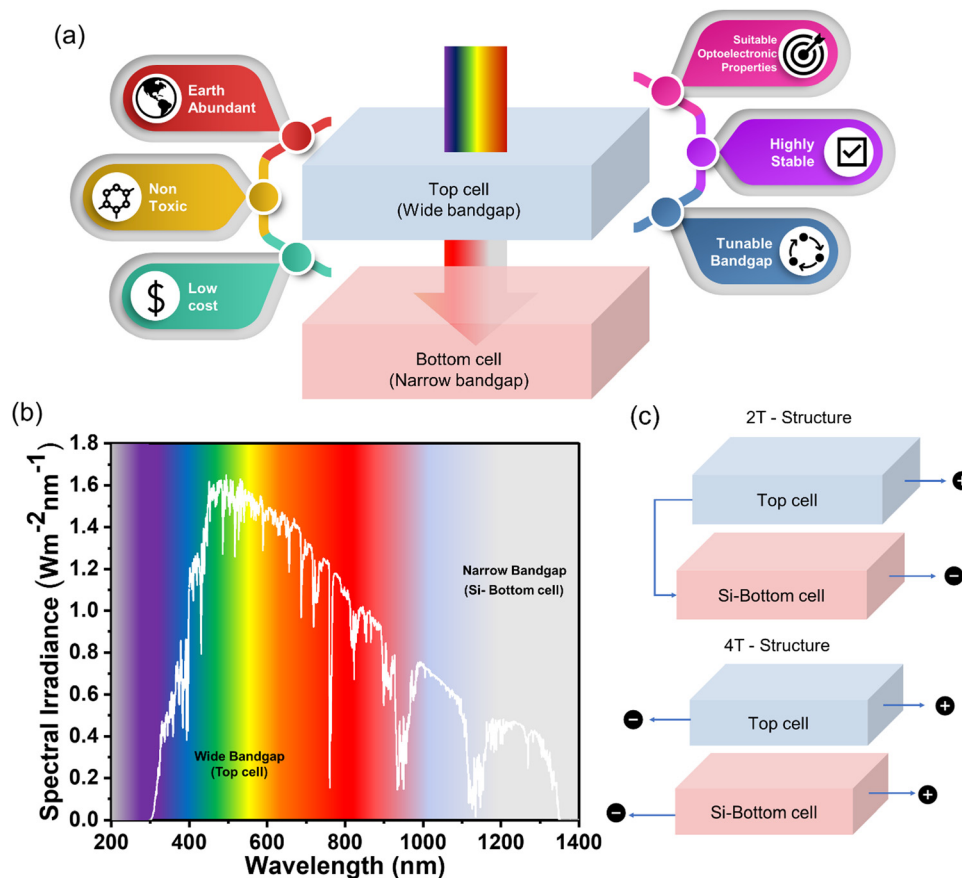 (a)
Earth
Abundant
Non
Toxic
Low
cost
$
Top cell
(Wide bandgap)
Bottom cell
(Narrow bandgap)
Suitable
Optoelectronic
Properties
Highly
Stable
Tunable
Bandgap
(b)
Spectral Irradiance (Wm⁻²nm⁻¹)
1.8
1.6
1.4
1.2
1.0
0.8
0.6
0.4
0.2
0.0
Narrow Bandgap
(Si- Bottom cell)
Wide Bandgap
(Top cell)
200 400 600 800 1000 1200 1400
Wavelength (nm)
(c)
2T - Structure
Top cell
+
Si-Bottom cell
−
4T - Structure
−
Top cell
+
−
Si-Bottom cell
+